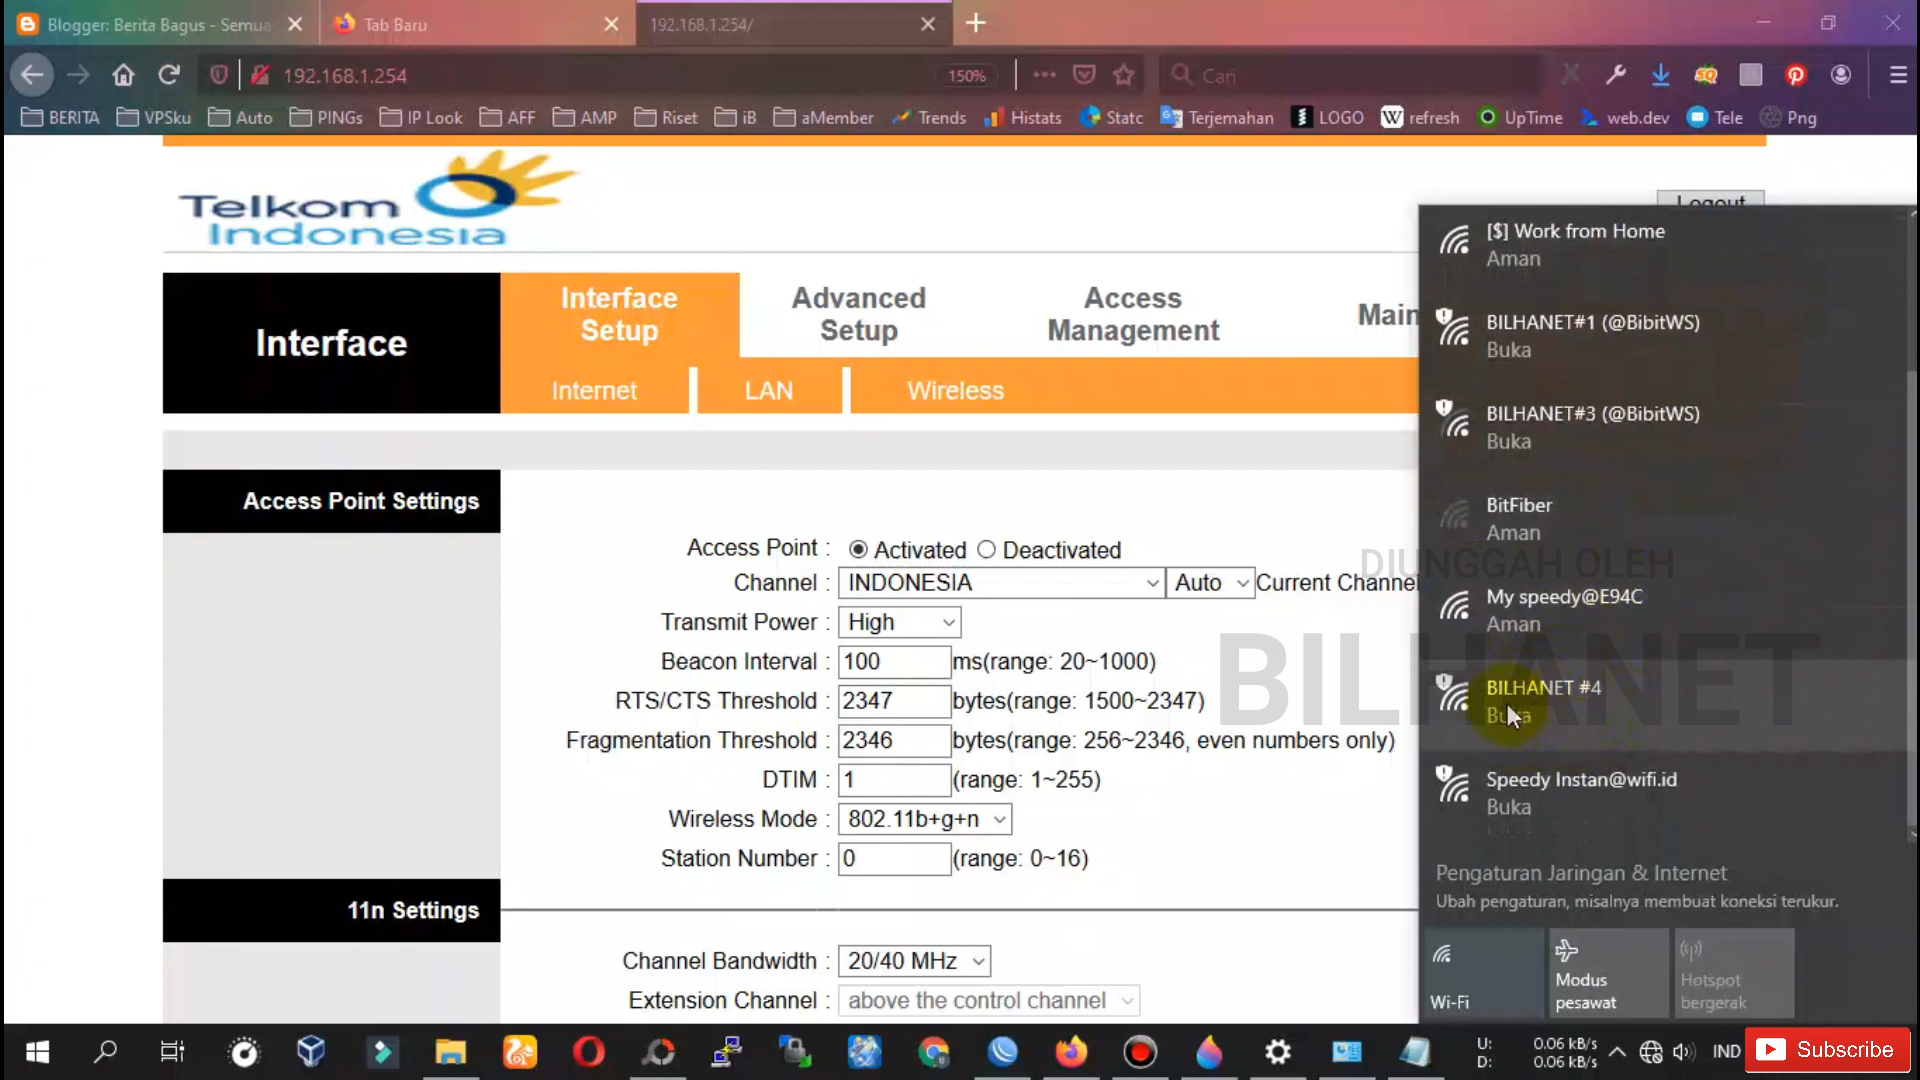 Blogger: Berita Bagus - Semua
Tab Baru
192.168.1.254/
192.168.1.254
150%
Cari
BERITA
VPSku
Auto
PINGs
IP Look
AFF
AMP
Riset
iB
aMember
Trends
Histats
Statc
Terjemahan
LOGO
refresh
UpTime
web.dev
Tele
Png
Telkom
Indonesia
Logout
Interface
Interface
Setup
Advanced
Setup
Access
Management
Main
Internet
LAN
Wireless
Access Point Settings
Access Point :
Activated
Deactivated
Channel :
INDONESIA
Auto
Current Channel
Transmit Power :
High
Beacon Interval :
100
ms(range: 20~1000)
RTS/CTS Threshold :
2347
bytes(range: 1500~2347)
Fragmentation Threshold :
2346
bytes(range: 256~2346, even numbers only)
DTIM :
1
(range: 1~255)
Wireless Mode :
802.11b+g+n
Station Number :
0
(range: 0~16)
11n Settings
Channel Bandwidth :
20/40 MHz
Extension Channel :
above the control channel
[$] Work from Home
Aman
BILHANET#1 (@BibitWS)
Buka
BILHANET#3 (@BibitWS)
Buka
BitFiber
Aman
DIUNGGAH OLEH
My speedy@E94C
Aman
BILHANET
BILHANET #4
Buka
Speedy Instan@wifi.id
Buka
Pengaturan Jaringan & Internet
Ubah pengaturan, misalnya membuat koneksi terukur.
Wi-Fi
Modus
pesawat
Hotspot
bergerak
U: 0.06 kB/s
D: 0.06 kB/s
IND
Subscribe